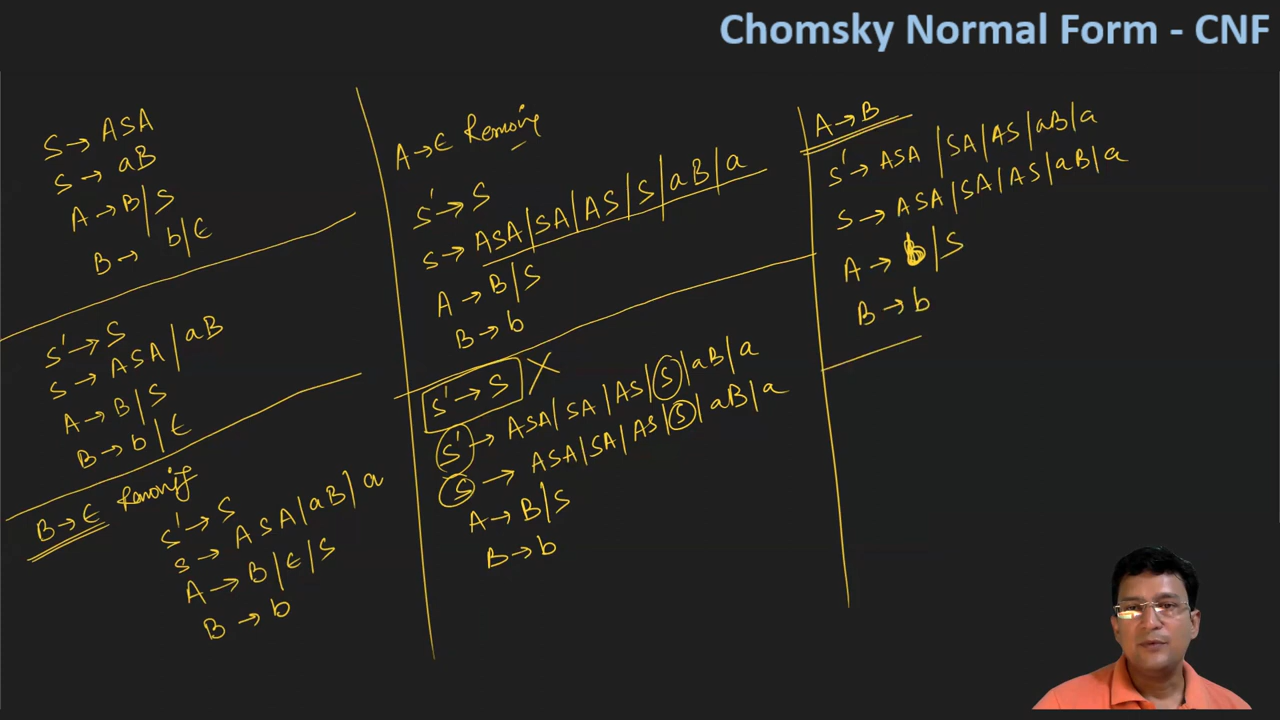 Chomsky Normal Form - CNF
S → ASA
S → aB
A → B|S
B → b|ε
S' → S
S → ASA|aB
A → B|S
B → b|ε
B → ε Removing
S' → S
S → ASA|aB|a
A → B|ε|S
B → b
A → ε Removing
S' → S
S → ASA|SA|AS|S|aB|a
A → B|S
B → b
S' → S X
S' → ASA|SA|AS|S|aB|a
S → ASA|SA|AS|S|aB|a
A → B|S
B → b
A → B
S' → ASA|SA|AS|aB|a
S → ASA|SA|AS|aB|a
A → b|S
B → b